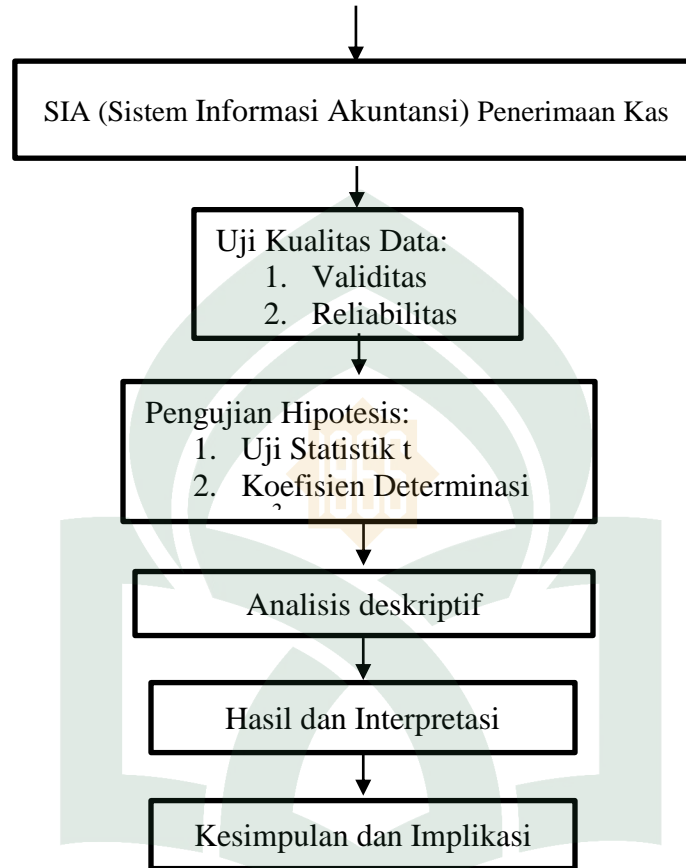 SIA (Sistem Informasi Akuntansi) Penerimaan Kas
Uji Kualitas Data:
1. Validitas
2. Reliabilitas
Pengujian Hipotesis:
1. Uji Statistik t
2. Koefisien Determinasi
Analisis deskriptif
Hasil dan Interpretasi
Kesimpulan dan Implikasi